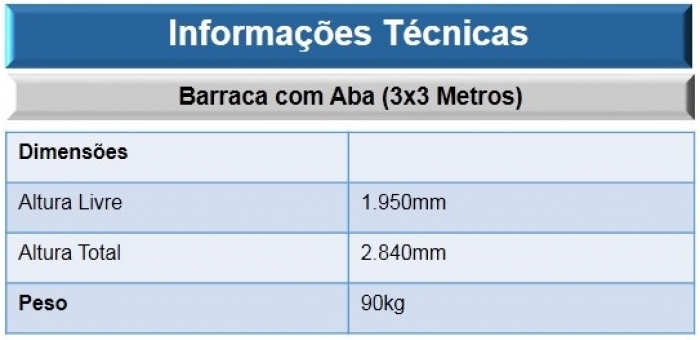 Informações Técnicas
Barraca com Aba (3x3 Metros)
Dimensões
Altura Livre 1.950mm
Altura Total 2.840mm
Peso 90kg